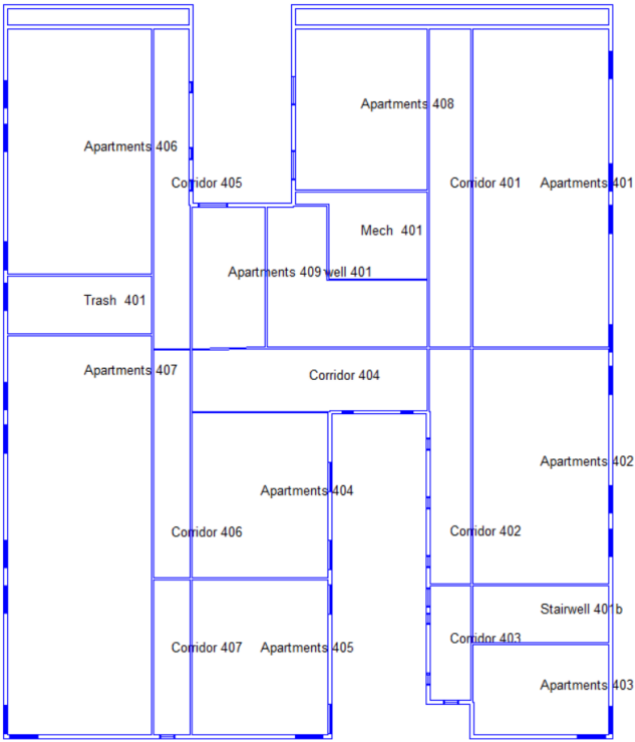 Apartments 408
Apartments 406
Corridor 405
Corridor 401
Apartments 401
Mech 401
Apartments 409
well 401
Trash 401
Apartments 407
Corridor 404
Apartments 402
Apartments 404
Corridor 406
Corridor 402
Stairwell 401b
Corridor 403
Corridor 407
Apartments 405
Apartments 403